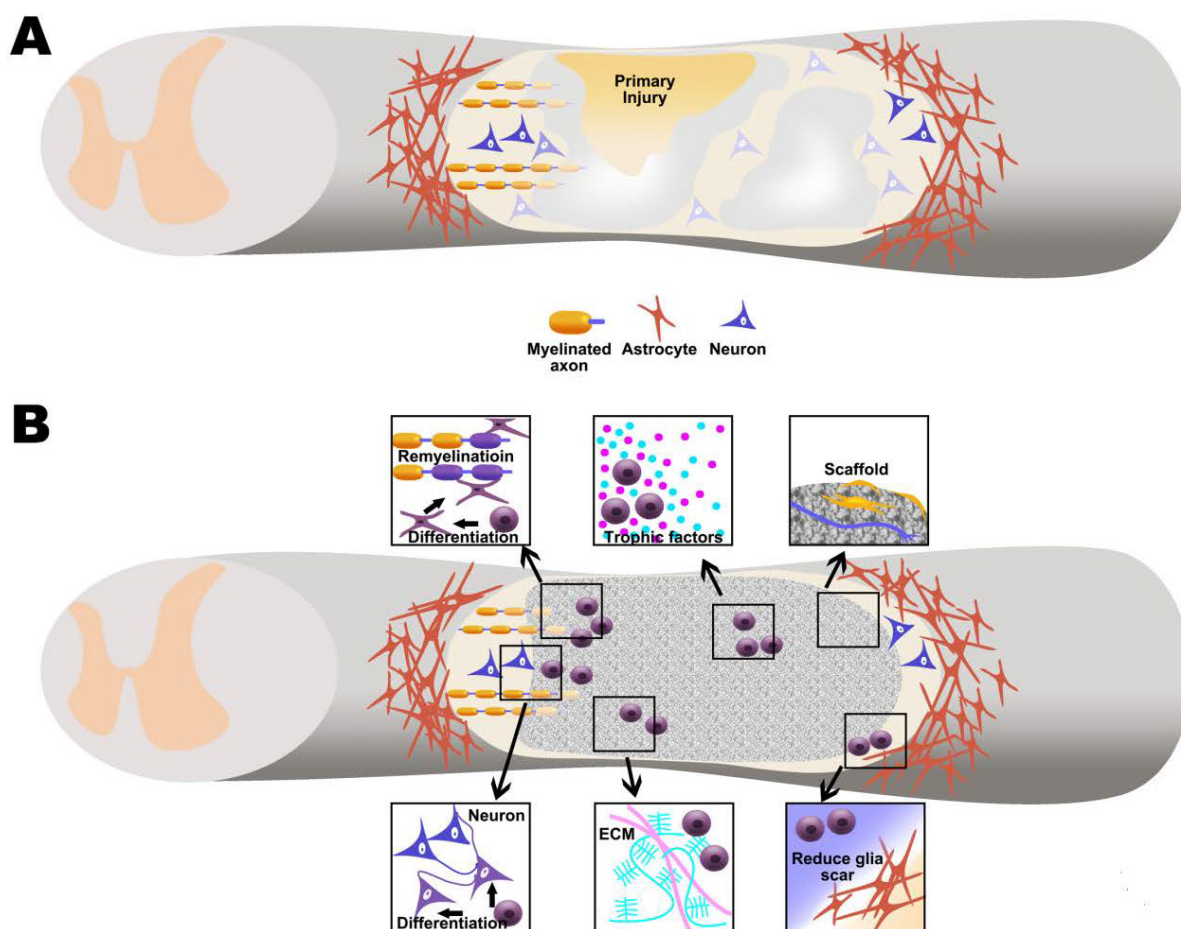 A
Primary
Injury
Myelinated
axon
Astrocyte
Neuron
B
Remyelinatioin
Differentiation
Trophic factors
Scaffold
Neuron
Differentiation
ECM
Reduce glia
scar